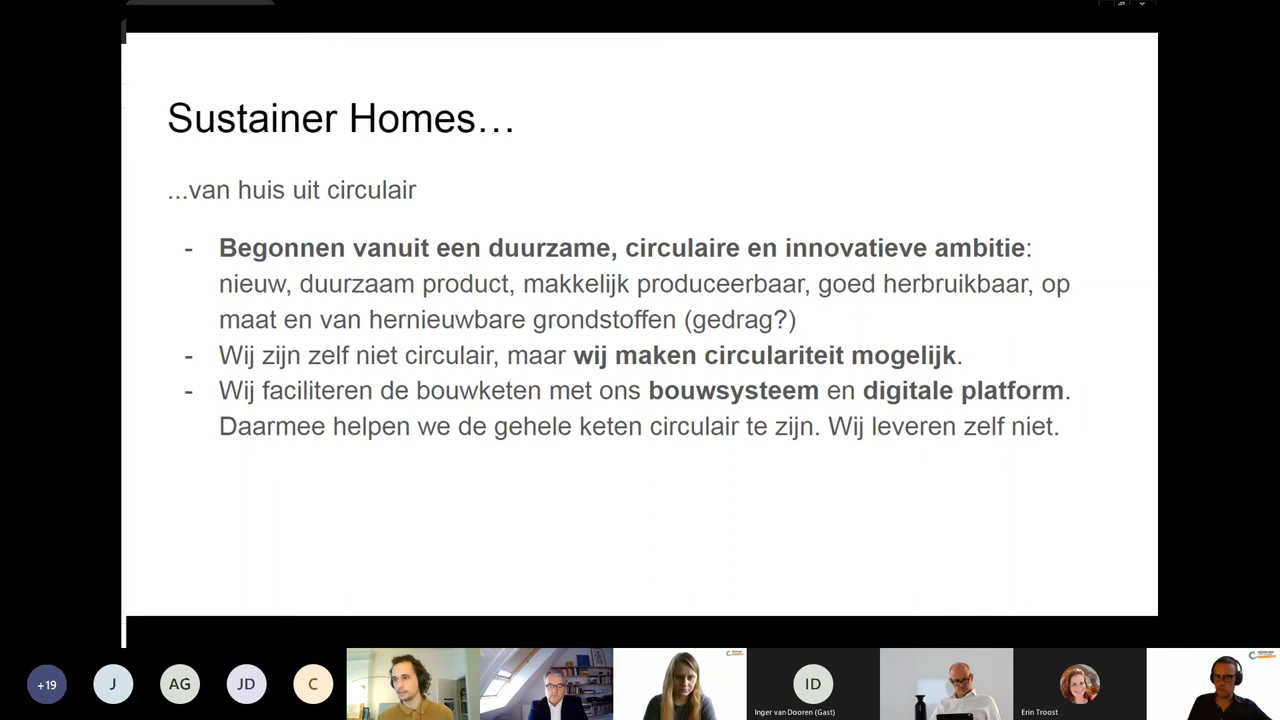 Sustainer Homes…
...van huis uit circulair
- Begonnen vanuit een duurzame, circulaire en innovatieve ambitie:
nieuw, duurzaam product, makkelijk produceerbaar, goed herbruikbaar, op
maat en van hernieuwbare grondstoffen (gedrag?)
- Wij zijn zelf niet circulair, maar wij maken circulariteit mogelijk.
- Wij faciliteren de bouwketen met ons bouwsysteem en digitale platform.
Daarmee helpen we de gehele keten circulair te zijn. Wij leveren zelf niet.
+19
J
AG
JD
C
ID
Inger van Dooren (Gast)
Erin Troost